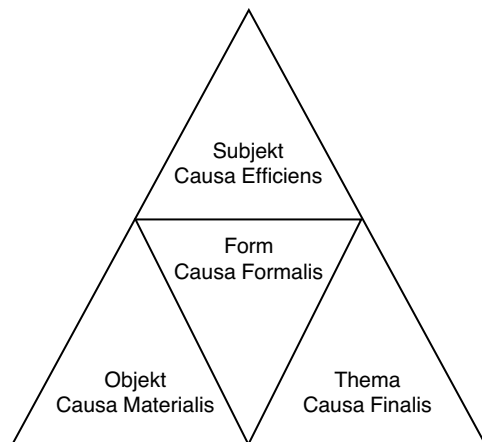 Subjekt
Causa Efficiens
Form
Causa Formalis
Objekt
Causa Materialis
Thema
Causa Finalis